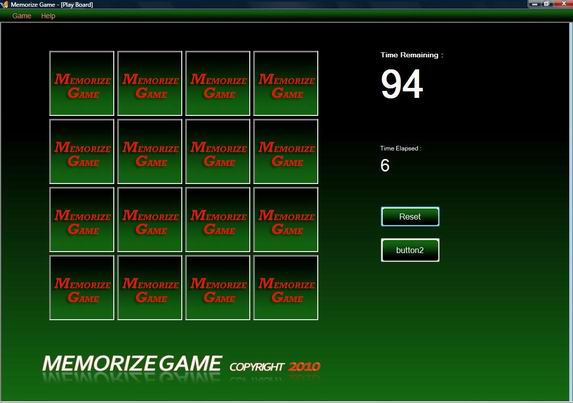 Memorize Game - [Play Board]
Game Help
Time Remaining :
94
Time Elapsed :
6
Reset
button2
MEMORIZE GAME MEMORIZE GAME MEMORIZE GAME MEMORIZE GAME
MEMORIZE GAME MEMORIZE GAME MEMORIZE GAME MEMORIZE GAME
MEMORIZE GAME MEMORIZE GAME MEMORIZE GAME MEMORIZE GAME
MEMORIZE GAME MEMORIZE GAME MEMORIZE GAME MEMORIZE GAME
MEMORIZE GAME COPYRIGHT 2010